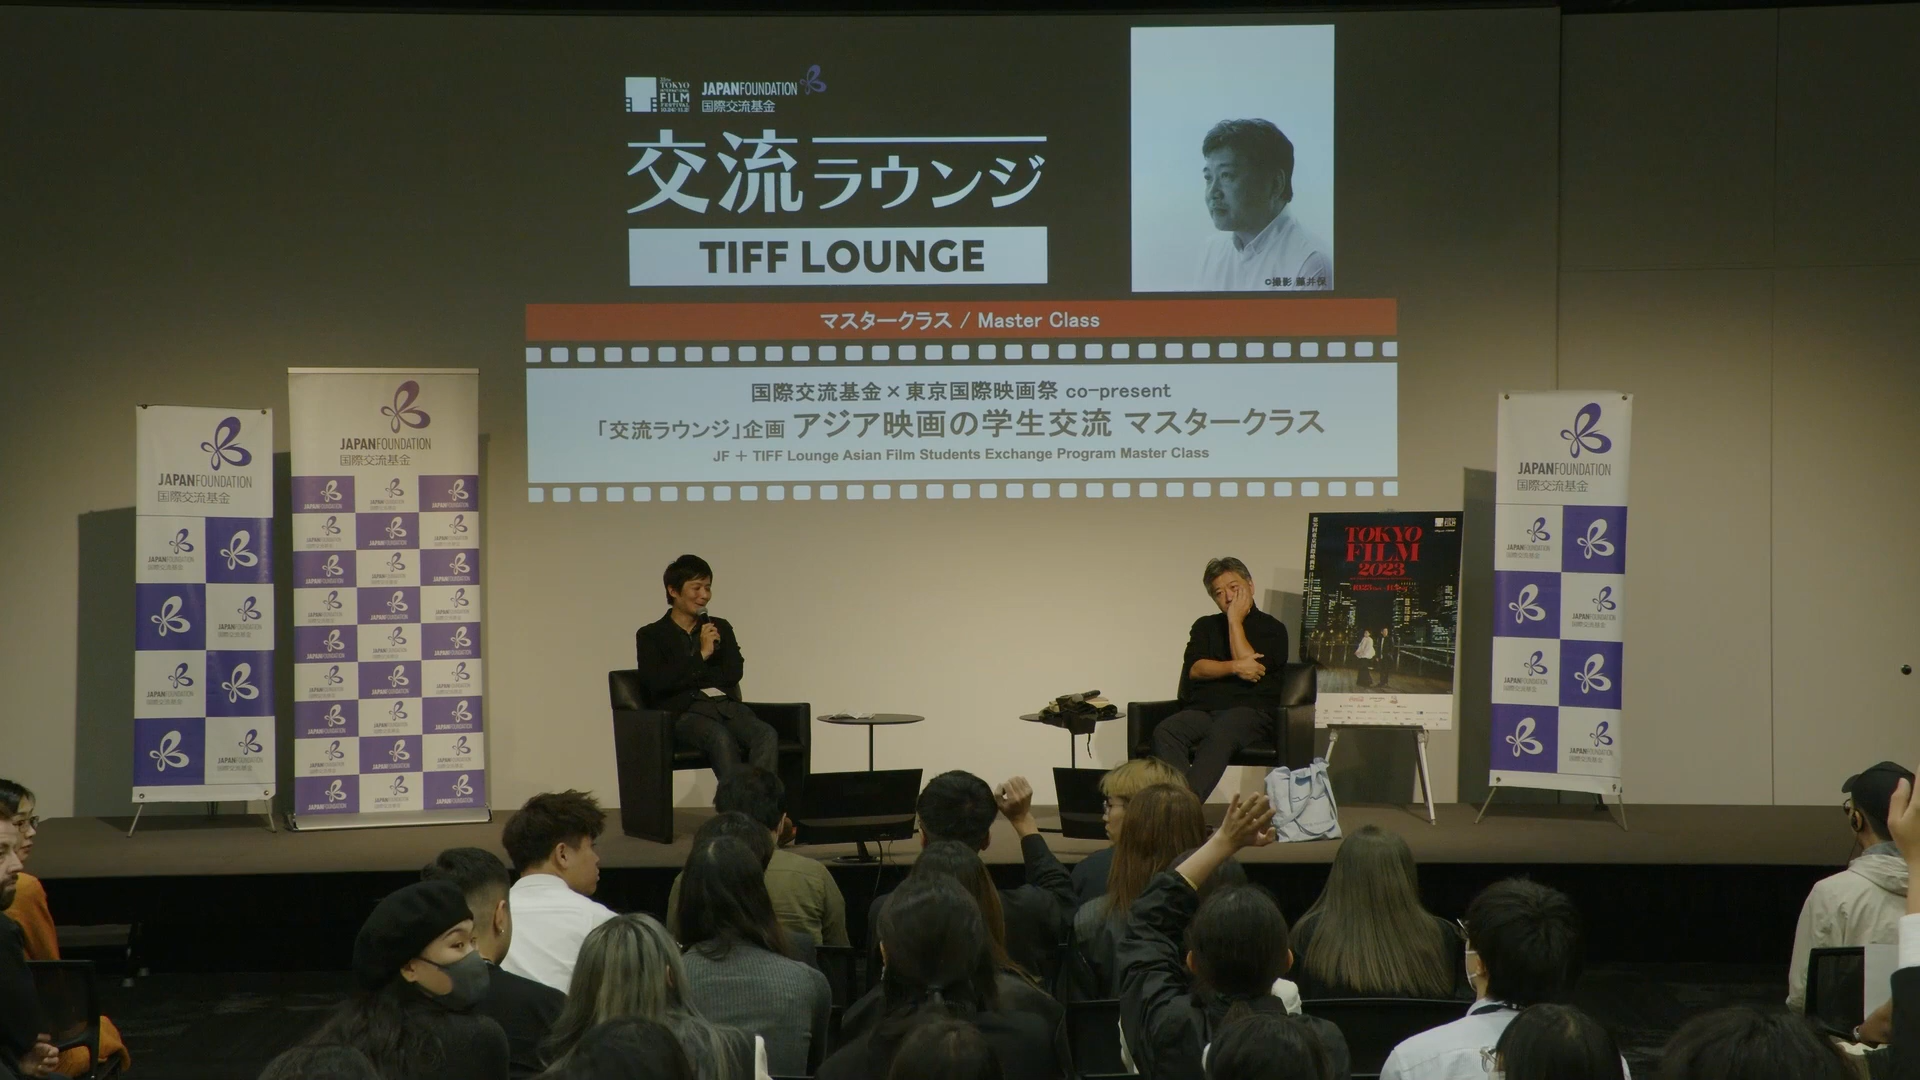 TOKYO
FILM
JAPANFOUNDATION
国際交流基金
交流ラウンジ
TIFF LOUNGE
©撮影 藤井保
マスタークラス / Master Class
国際交流基金×東京国際映画祭 co-present
「交流ラウンジ」企画 アジア映画の学生交流 マスタークラス
JF + TIFF Lounge Asian Film Students Exchange Program Master Class
JAPANFOUNDATION
国際交流基金
JAPANFOUNDATION
国際交流基金
JAPANFOUNDATION
国際交流基金
TOKYO
FILM
2023